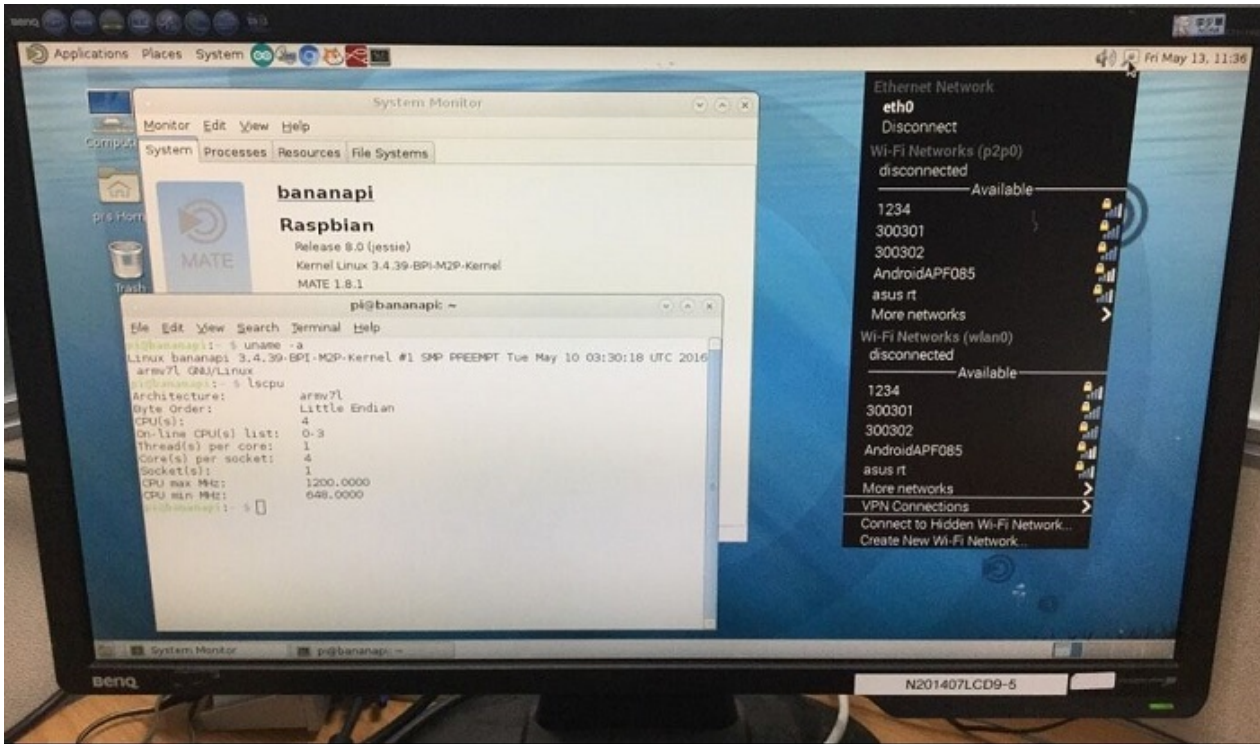 BenQ
Applications Places System
Fri May 13, 11:36
System Monitor
Monitor Edit View Help
System Processes Resources File Systems
bananapi
Raspbian
Release 8.0 (jessie)
Kernel Linux 3.4.39-BPI-M2P-Kernel
MATE 1.8.1
MATE
Trash
pi@bananapi: ~
File Edit View Search Terminal Help
pi@bananapi:~ $ uname -a
Linux bananapi 3.4.39-BPI-M2P-Kernel #1 SMP PREEMPT Tue May 10 03:30:18 UTC 2016
armv7l GNU/Linux
pi@bananapi:~ $ lscpu
Architecture: armv7l
Byte Order: Little Endian
CPU(s): 4
On-line CPU(s) list: 0-3
Thread(s) per core: 1
Core(s) per socket: 4
Socket(s): 1
CPU max MHz: 1200.0000
CPU min MHz: 648.0000
pi@bananapi:~ $
Ethernet Network
eth0
Disconnect
Wi-Fi Networks (p2p0)
disconnected
Available
1234
300301
300302
AndroidAPF085
asus rt
More networks
Wi-Fi Networks (wlan0)
disconnected
Available
1234
300301
300302
AndroidAPF085
asus rt
More networks
VPN Connections
Connect to Hidden Wi-Fi Network...
Create New Wi-Fi Network...
System Monitor
pi@bananapi: ~
BenQ
N201407LCD9-5